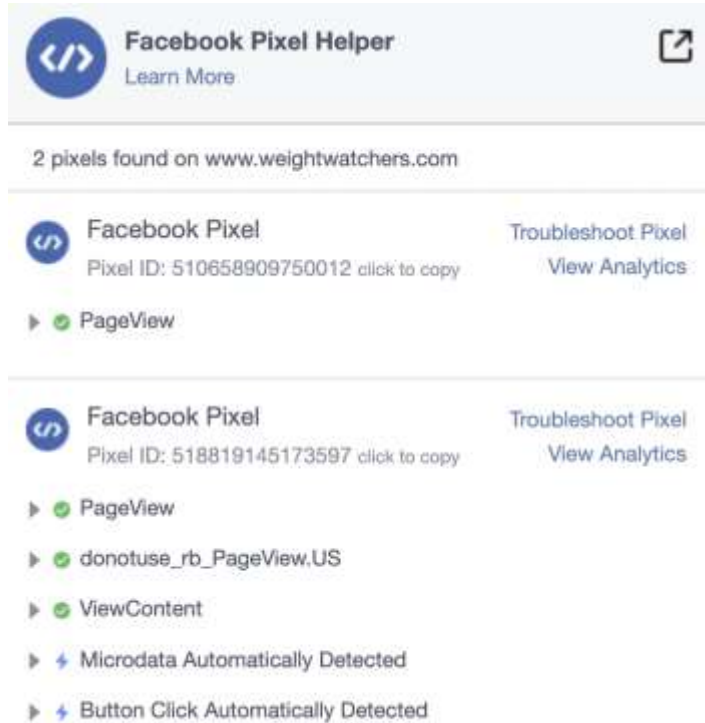 Facebook Pixel Helper
Learn More
2 pixels found on www.weightwatchers.com
Facebook Pixel
Troubleshoot Pixel
Pixel ID: 510658909750012 click to copy
View Analytics
PageView
Facebook Pixel
Troubleshoot Pixel
Pixel ID: 518819145173597 click to copy
View Analytics
PageView
donotuse_rb_PageView.US
ViewContent
Microdata Automatically Detected
Button Click Automatically Detected